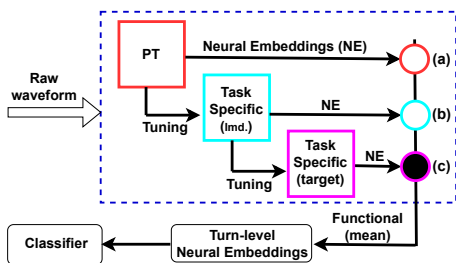 Neural Embeddings (NE)
(a)
PT
Raw
waveform
Task
Specific
(Imd.)
NE
(b)
Tuning
Task
Specific
(target)
NE
(c)
Tuning
Functional
(mean)
Classifier
Turn-level
Neural Embeddings